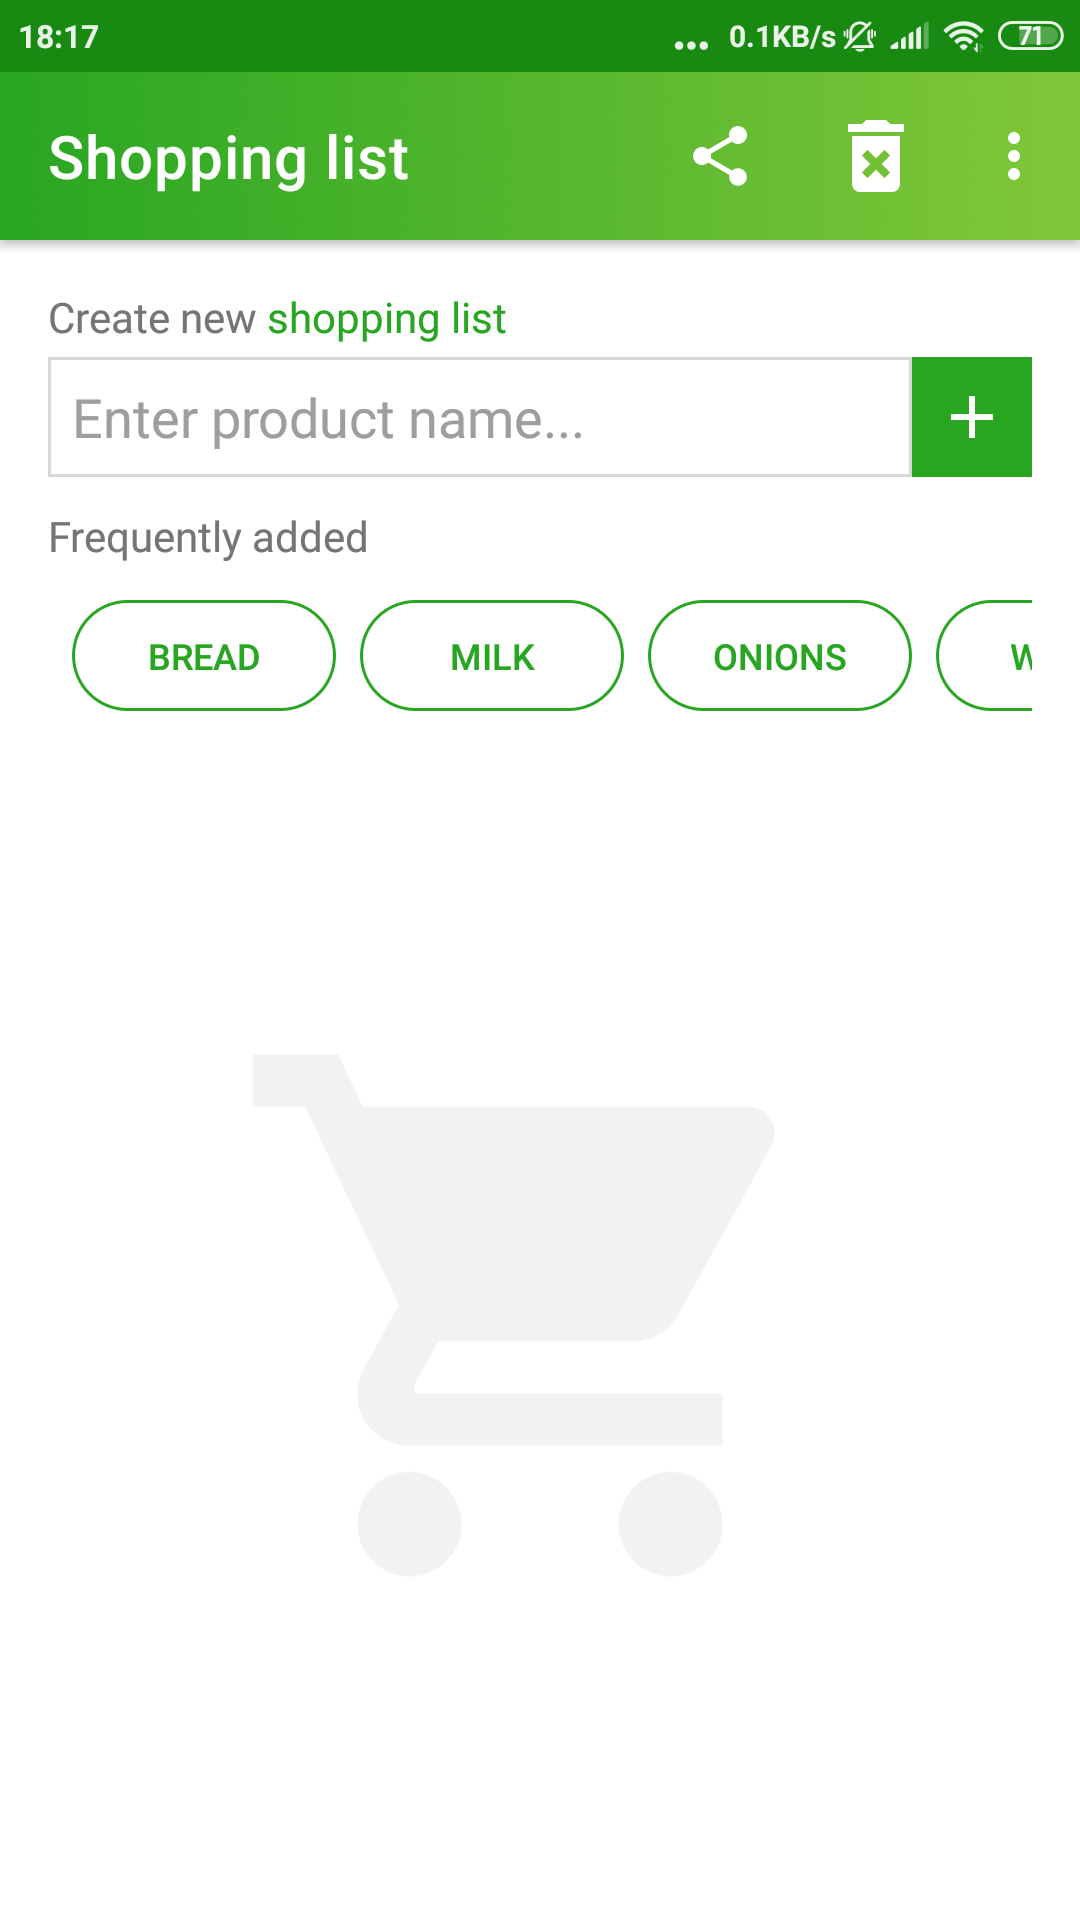 18:17 ... 0.1KB/s 71
Shopping list
Create new shopping list
Enter product name...
Frequently added
BREAD MILK ONIONS